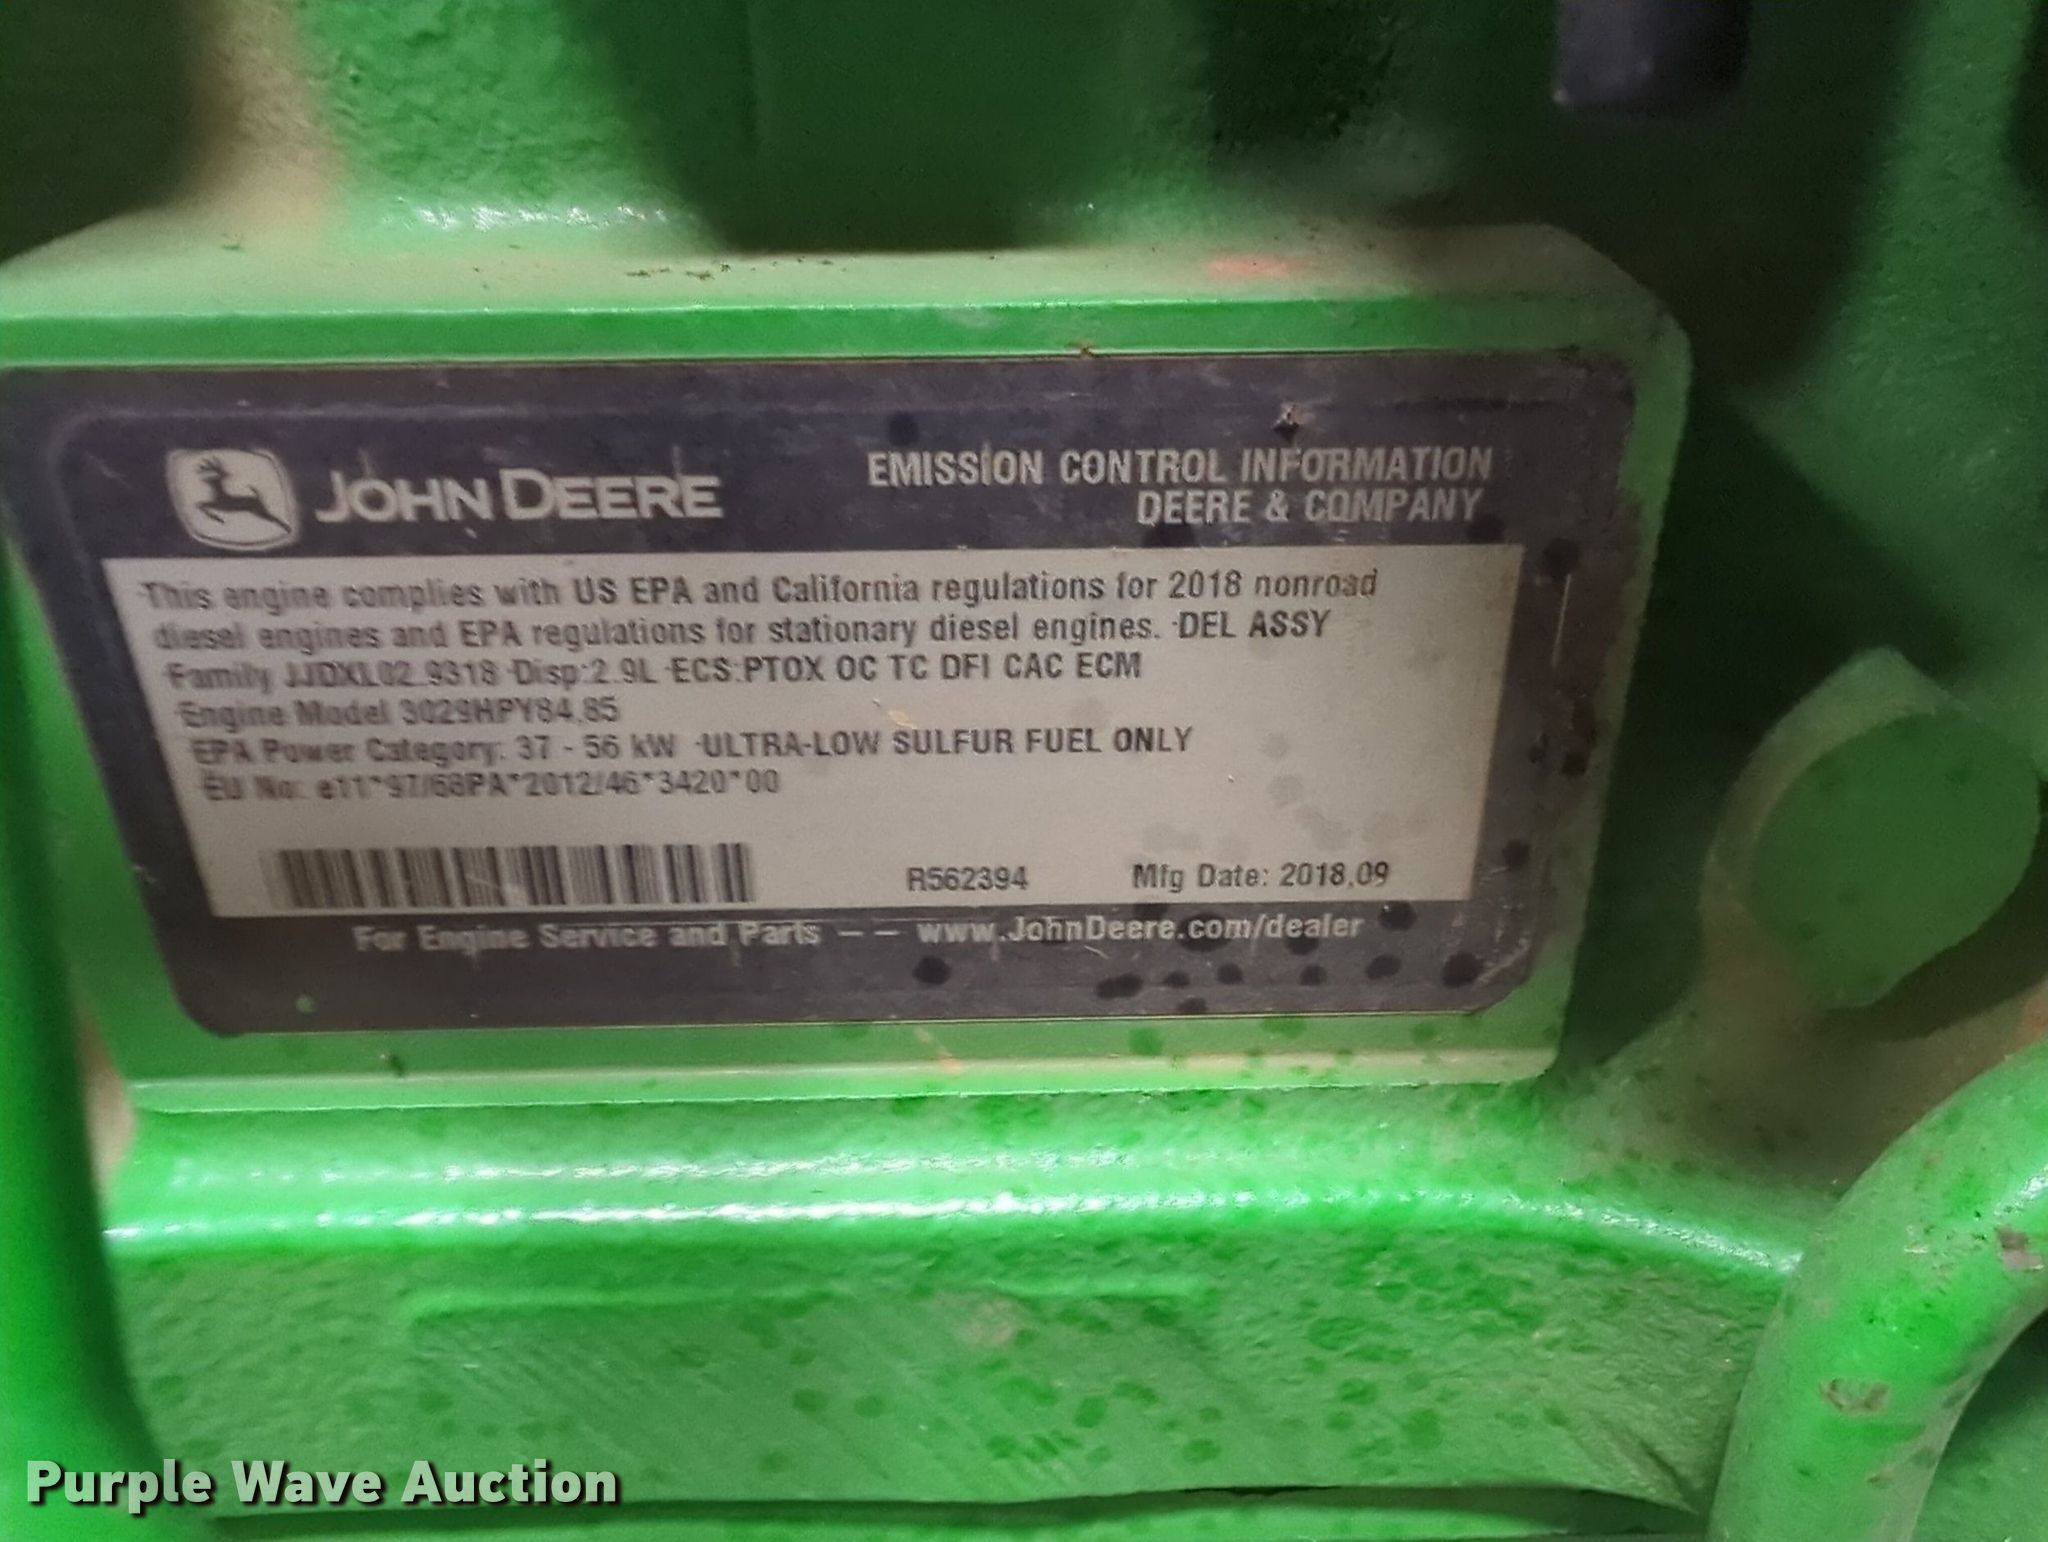 JOHN DEERE
EMISSION CONTROL INFORMATION
DEERE & COMPANY
This engine complies with US EPA and California regulations for 2018 nonroad
diesel engines and EPA regulations for stationary diesel engines. DEL ASSY
Family JJDXL02.9318 Disp:2.9L ECS:PTOX OC TC DFI CAC ECM
Engine Model 3029HPY84,85
EPA Power Category: 37 - 56 kW ULTRA-LOW SULFUR FUEL ONLY
EU No: e11*97/68PA*2012/46*3420*00
R562394 Mfg Date: 2018,09
For Engine Service and Parts – – www.JohnDeere.com/dealer
Purple Wave Auction